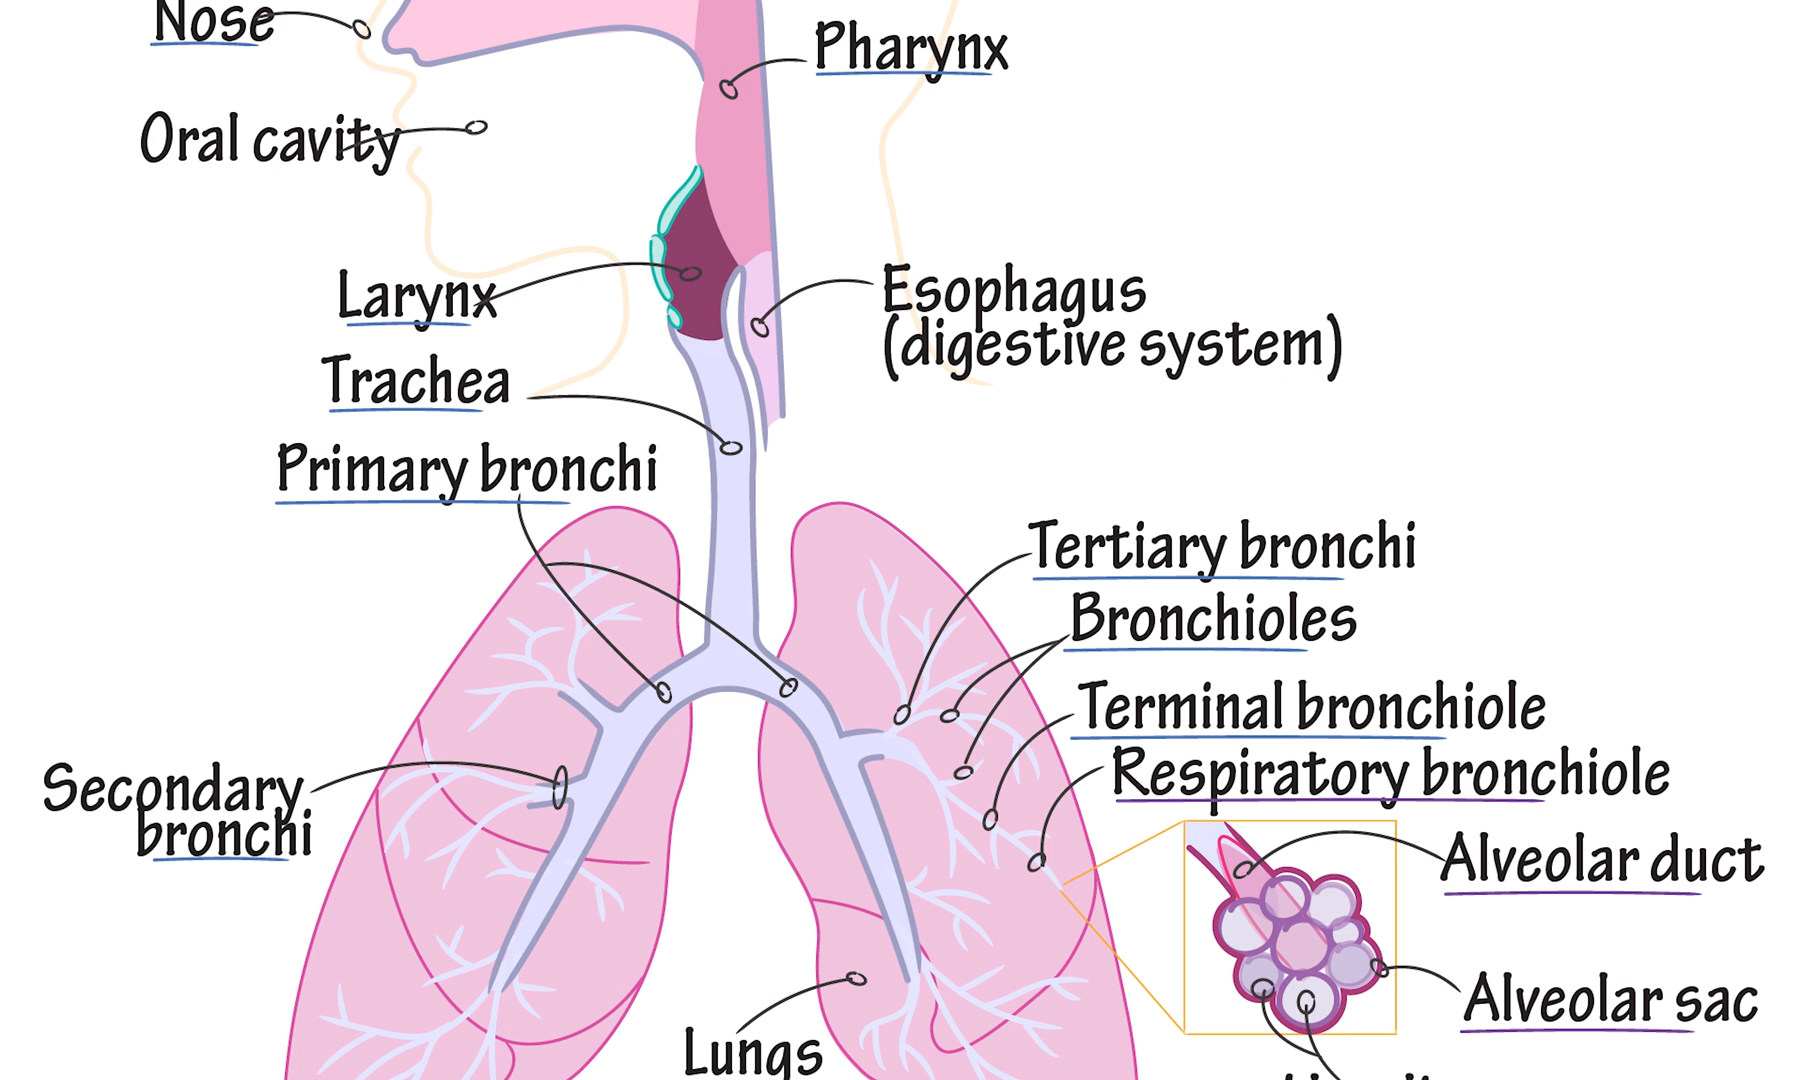 Nose
Pharynx
Oral cavity
Larynx
Esophagus
(digestive system)
Trachea
Primary bronchi
Tertiary bronchi
Bronchioles
Terminal bronchiole
Respiratory bronchiole
Secondary
bronchi
Alveolar duct
Alveolar sac
Lungs